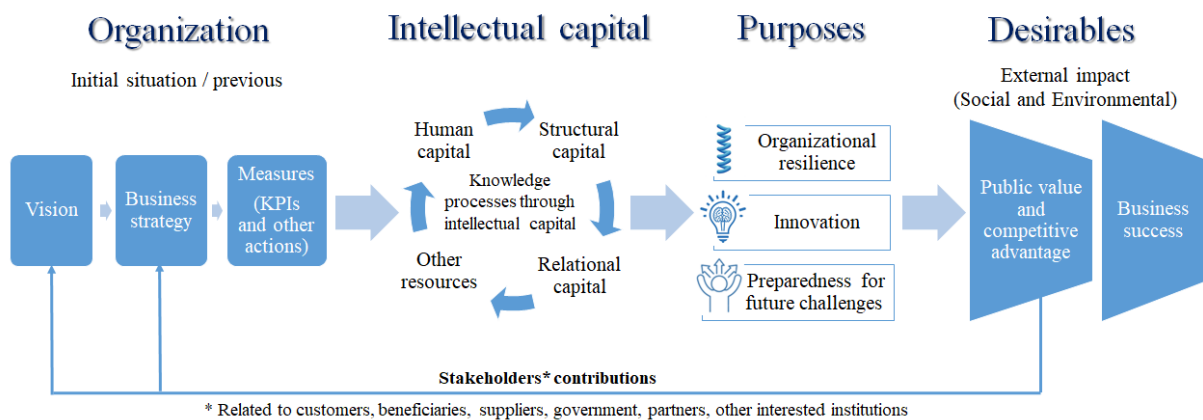 Organization
Initial situation / previous
Vision
Business
strategy
Measures
(KPIs
and other
actions)
Intellectual capital
Human
capital
Structural
capital
Knowledge
processes through
intellectual capital
Other
resources
Relational
capital
Purposes
Organizational
resilience
Innovation
Preparedness for
future challenges
Desirables
External impact
(Social and Environmental)
Public value
and
competitive
advantage
Business
success
Stakeholders* contributions
* Related to customers, beneficiaries, suppliers, government, partners, other interested institutions